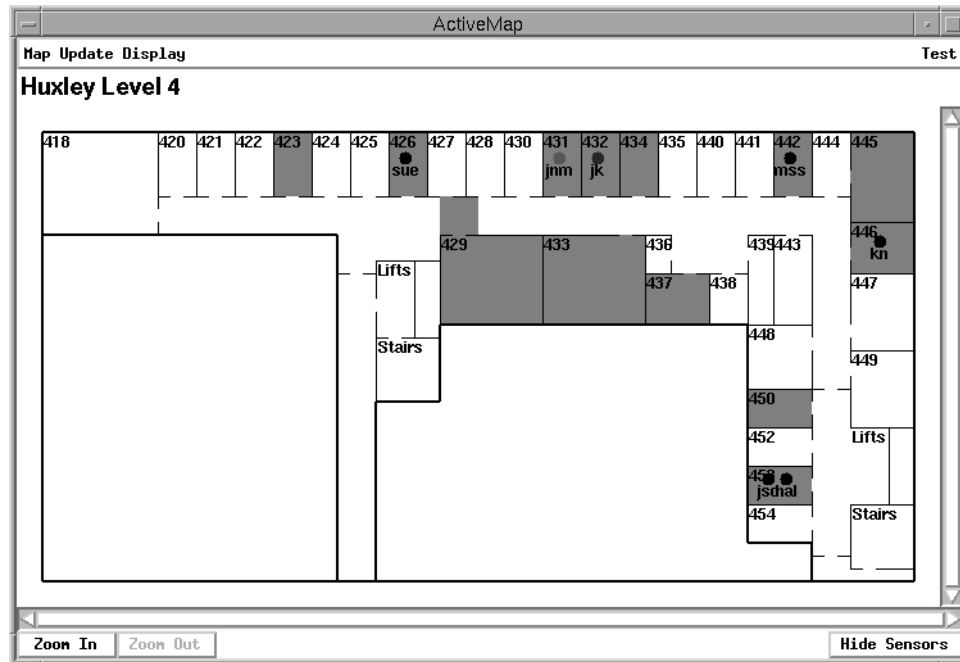 ActiveMap
Map Update Display Test
Huxley Level 4
418 420 421 422 423 424 425 426 427 428 430 431 432 434 435 440 441 442 444 445
sue jnm jk mss
446
kn
429 433 436 439 443
Lifts
437 438 447
448
Stairs
449
450
452 Lifts
454 Stairs
Zoom In Zoom Out Hide Sensors